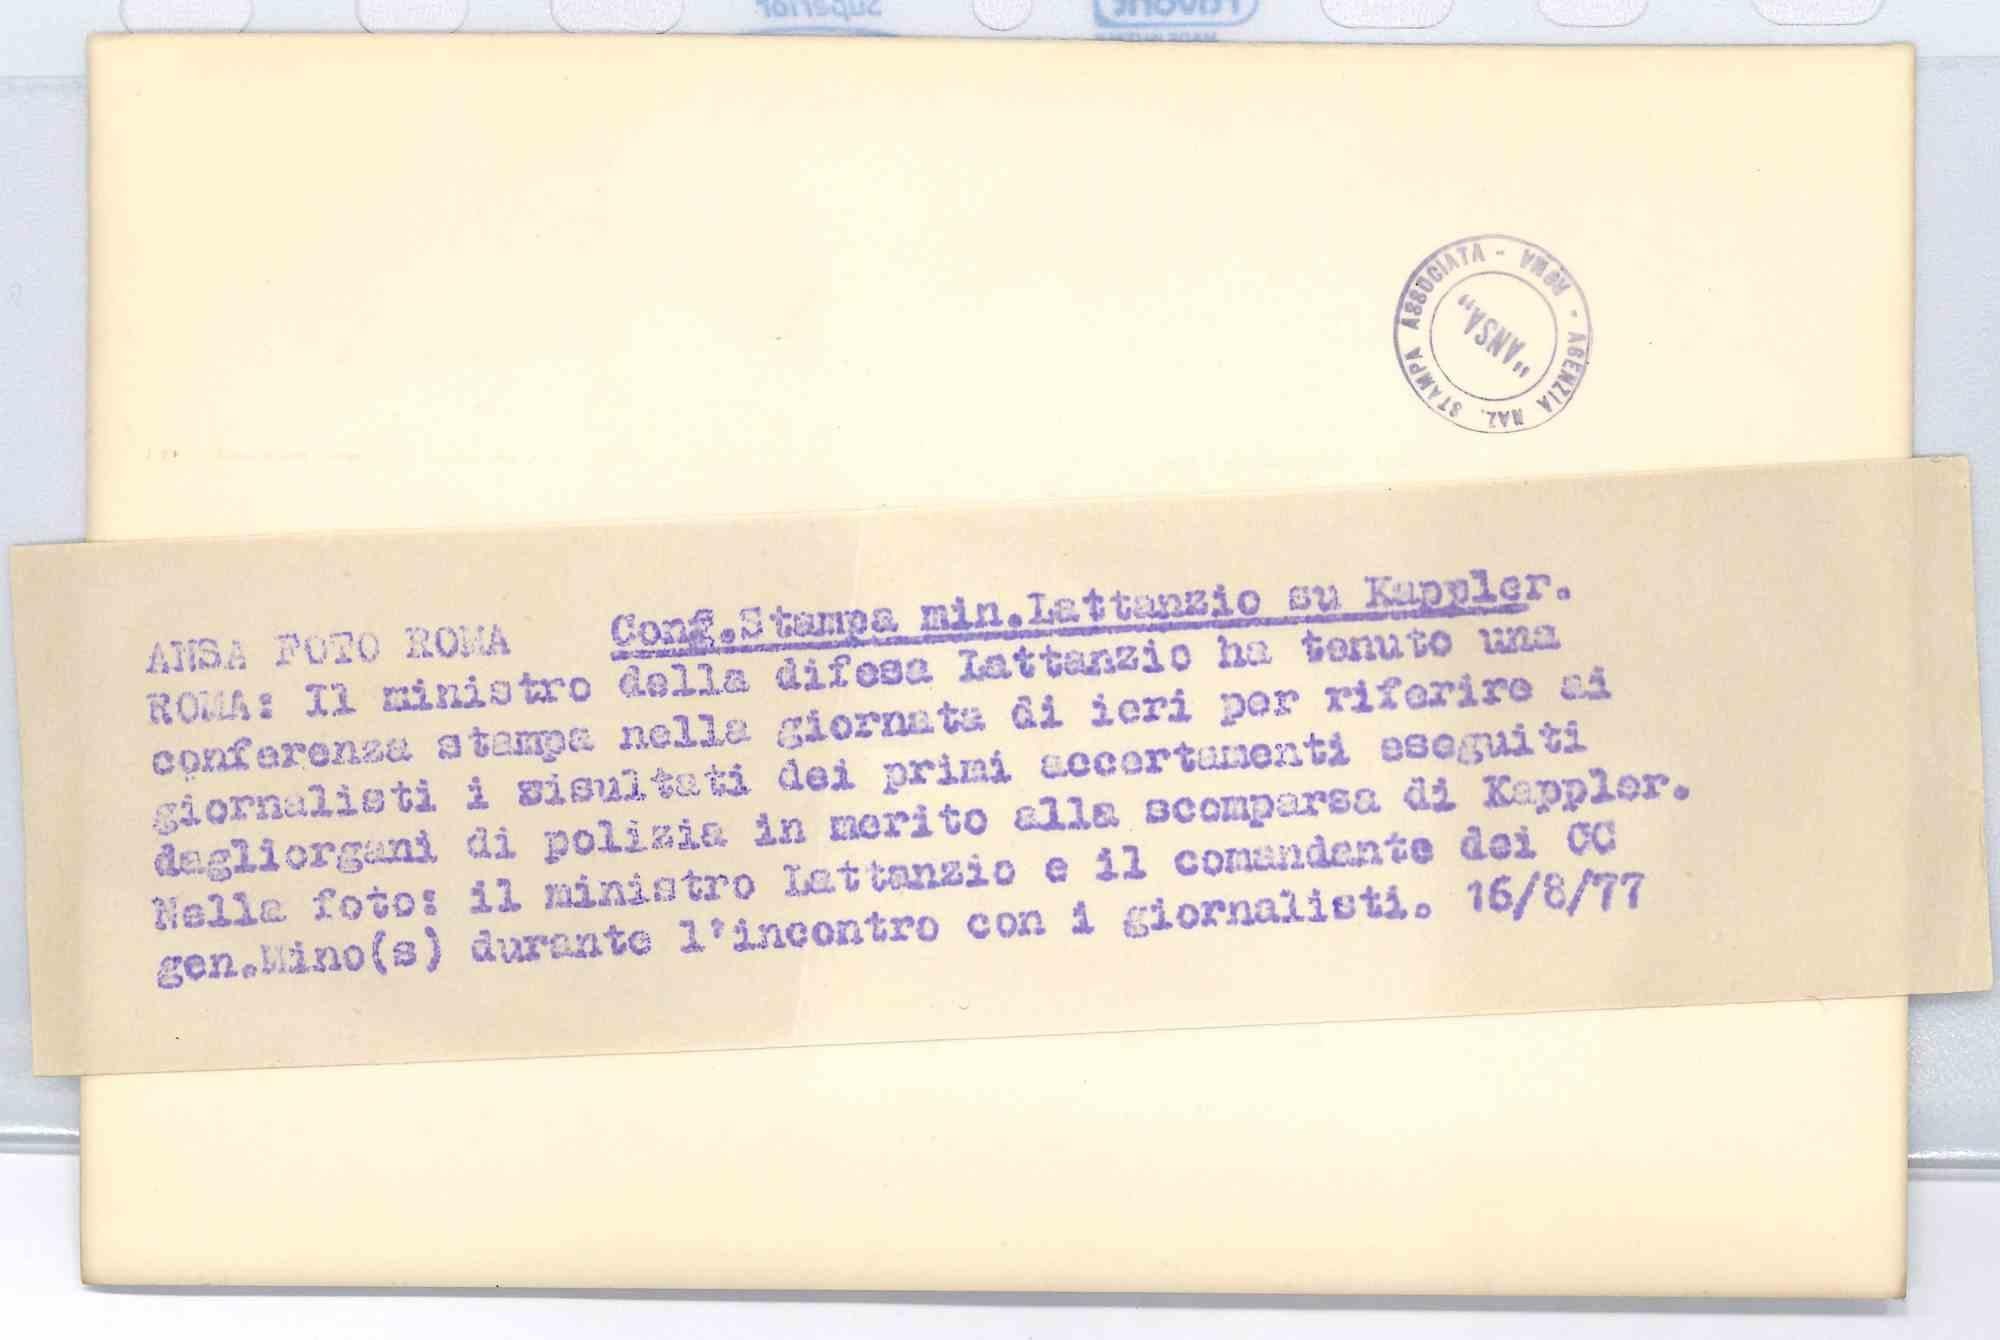 Superior
Favorit
AGENZIA NAZ. STAMPA ASSOCIATA - ROMA -
"ANSA"
ANSA FOTO ROMA Conf.Stampa min.Lattanzio su Kappler.
ROMA: Il ministro della difesa Lattanzio ha tenuto una
conferenza stampa nella giornata di ieri per riferire ai
giornalisti i sisultati dei primi accertamenti eseguiti
dagliorgani di polizia in merito alla scomparsa di Kappler.
Nella foto: il ministro Lattanzio e il comandante dei CC
gen.Mino(s) durante l'incontro con i giornalisti. 16/8/77